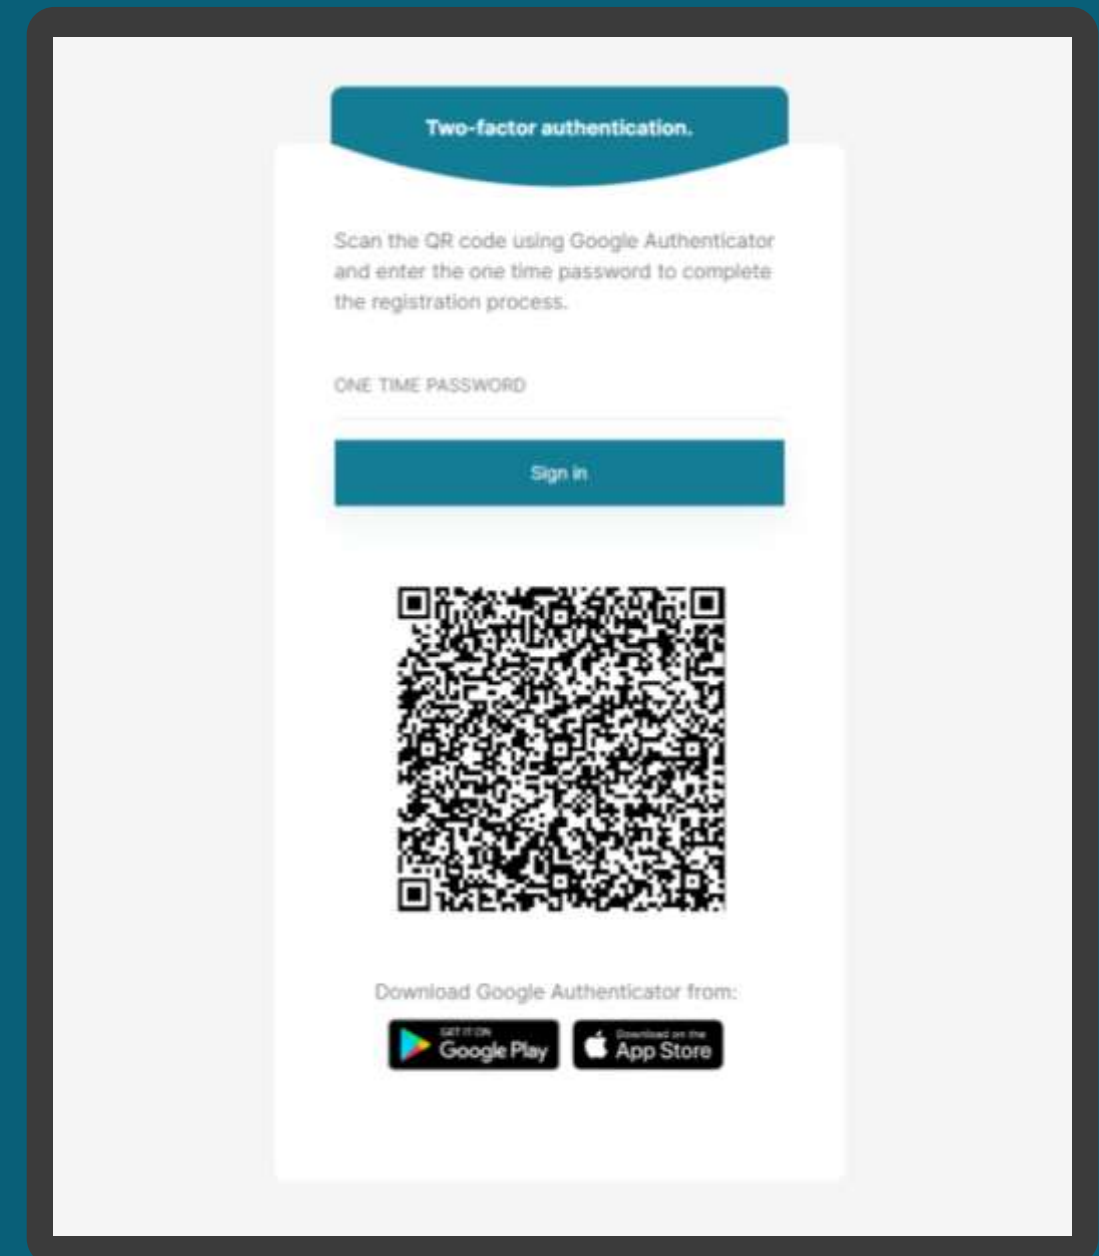 Two-factor authentication.
Scan the QR code using Google Authenticator
and enter the one time password to complete
the registration process.
ONE TIME PASSWORD
Sign in
Download Google Authenticator from:
GET IT ON
Google Play
Download on the
App Store